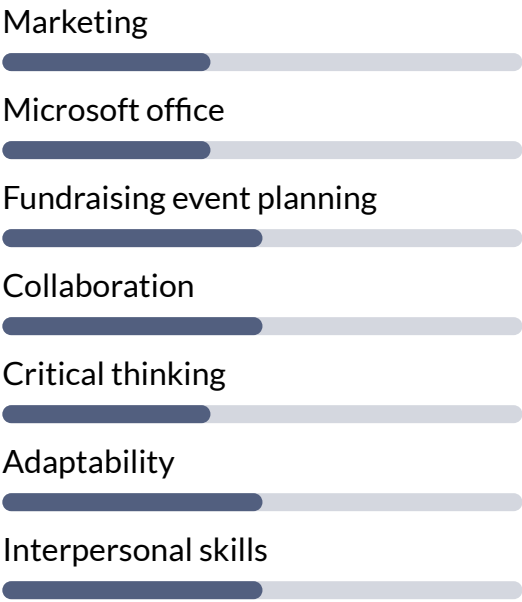 Marketing
Microsoft office
Fundraising event planning
Collaboration
Critical thinking
Adaptability
Interpersonal skills